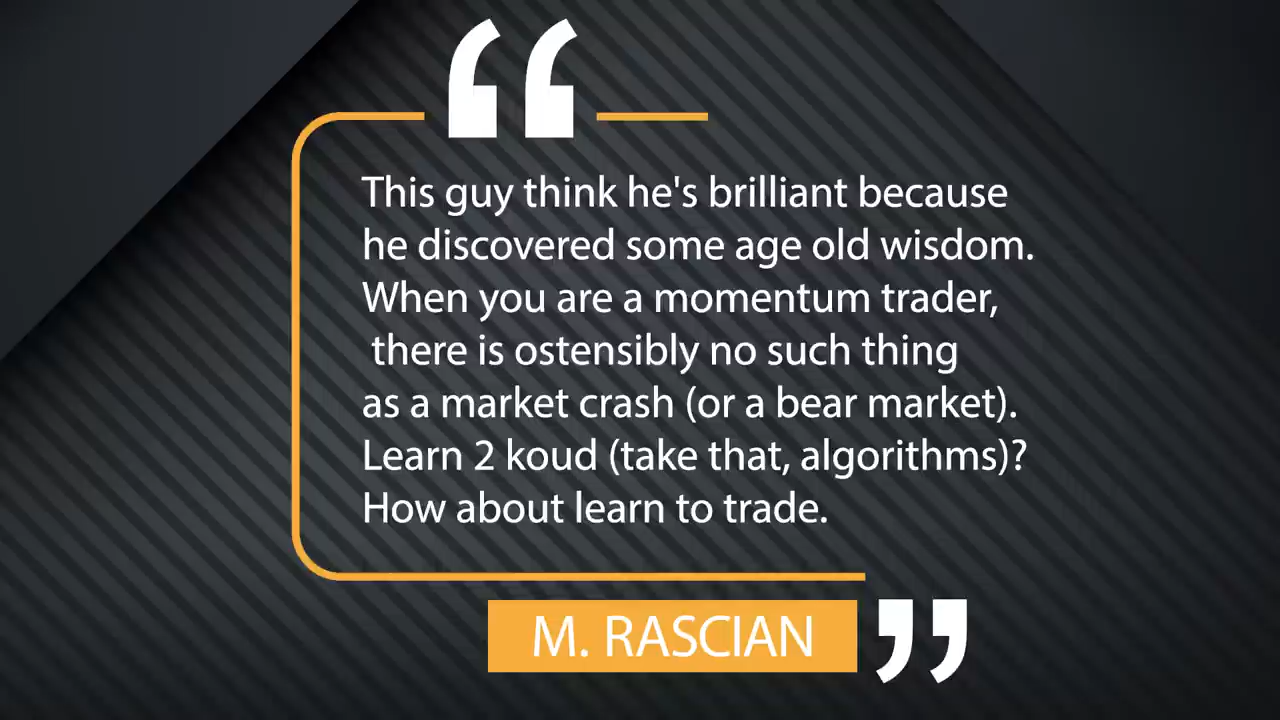 “
This guy think he's brilliant because
he discovered some age old wisdom.
When you are a momentum trader,
there is ostensibly no such thing
as a market crash (or a bear market).
Learn 2 koud (take that, algorithms)?
How about learn to trade.
M. RASCIAN ”